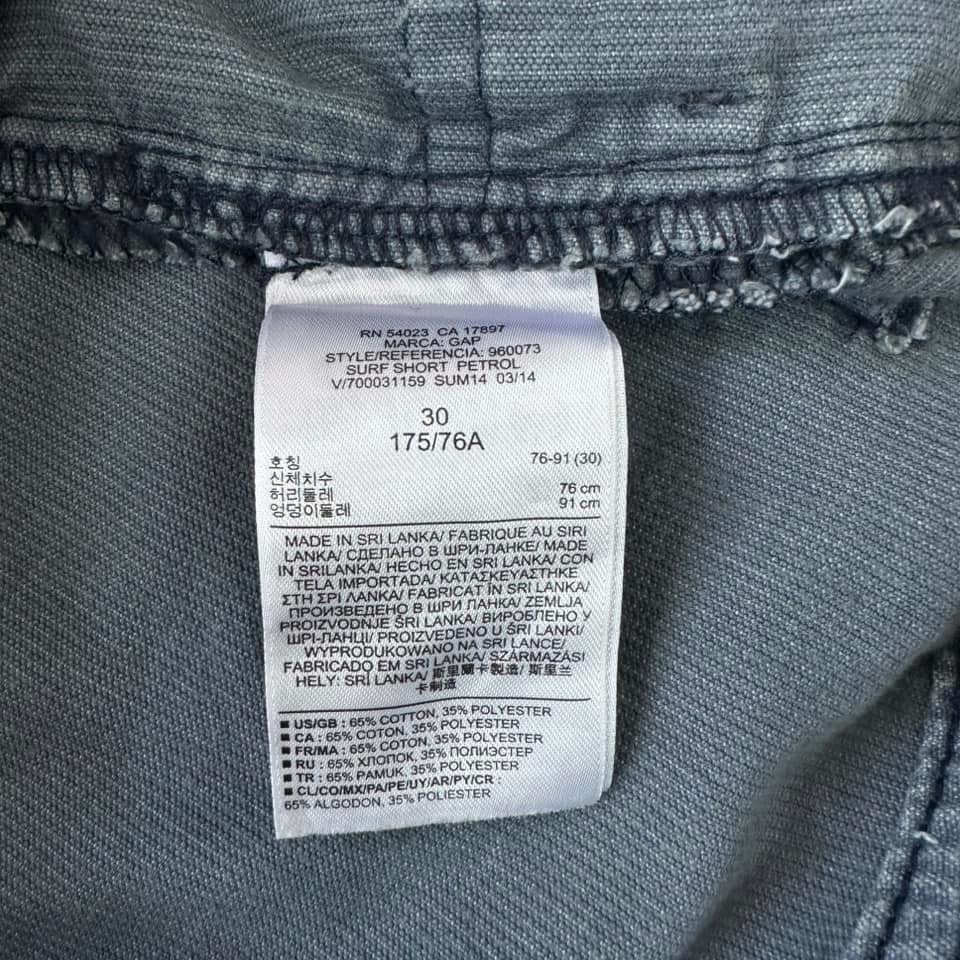 RN 54023 CA 17897
MARCA: GAP
STYLE/REFERENCIA: 960073
SURF SHORT PETROL
V/700031159 SUM14 03/14
30
175/76A
호칭 76-91 (30)
신체치수
허리둘레 76 cm
엉덩이둘레 91 cm
MADE IN SRI LANKA/ FABRIQUE AU SIRI
LANKA/ СДЕЛАНО В ШРИ-ЛАНКЕ/ MADE
IN SRILANKA/ HECHO EN SRI LANKA/ CON
TELA IMPORTADA/ ΚΑΤΑΣΚΕΥΑΣΤΗΚΕ
ΣΤΗ ΣΡΙ ΛΑΝΚΑ/ FABRICAT ÎN SRI LANKA/
ПРОИЗВЕДЕНО В ШРИ ЛАНКА/ ZEMLJA
PROIZVODNJE ŠRI LANKA/ ВИРОБЛЕНО У
ШРІ-ЛАНЦІ/ PROIZVEDENO U ŠRI LANKI/
WYPRODUKOWANO NA SRI LANCE/
FABRICADO EM SRI LANKA/ SZÁRMAZÁSI
HELY: SRI LANKA/ 斯里蘭卡製造/ 斯里兰
卡制造
■ US/GB : 65% COTTON, 35% POLYESTER
■ CA : 65% COTON, 35% POLYESTER
■ FR/MA : 65% COTON, 35% POLYESTER
■ RU : 65% ХЛОПОК, 35% ПОЛИЭСТЕР
■ TR : 65% PAMUK, 35% POLYESTER
■ CL/CO/MX/PA/PE/UY/AR/PY/CR :
65% ALGODON, 35% POLIESTER